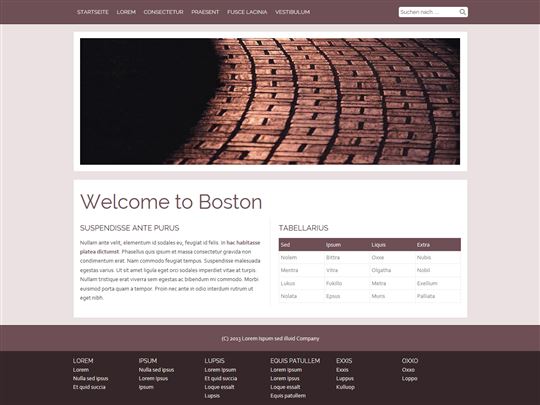 STARTSEITE LOREM CONSECTETUR PRAESENT FUSCE LACINIA VESTIBULUM
Suchen nach ...
Welcome to Boston
SUSPENDISSE ANTE PURUS
Nullam ante velit, elementum id sodales eu, feugiat id felis. In hac habitasse
platea dictumst. Phasellus quis ipsum et massa consectetur gravida non
condimentum erat. Nam commodo feugiat tempus. Suspendisse malesuada
egestas varius. Ut sit amet ligula eget orci sodales imperdiet vitae at turpis.
Nullam tristique erat viverra sem egestas ac bibendum mi commodo. Morbi
euismod porta quam a tempor. Proin nec ante in odio interdum rutrum ut
eget nibh.
TABELLARIUS
Sed Ipsum Liquis Extra
Nolem Bittra Oxxe Nubis
Mentra Vitra Olgatha Nobil
Lukus Fokillo Metra Exellium
Nolata Epsus Muris Palliata
(C) 2013 Lorem Ispum sed illuid Company
LOREM IPSUM LUPSIS EQUIS PATULLEM EXXIS OXXO
Lorem Nulla sed ipsus Lorem Ipsum Lorem Ipsum Exxis Oxxo
Nulla sed ipsus Lorem Ipsus Et quid succia Lorem Ipsus Luppus Loppo
Et quid succia Ipsum Loque essalt Loque essalt Kulluop
Lupsis Equis patullem